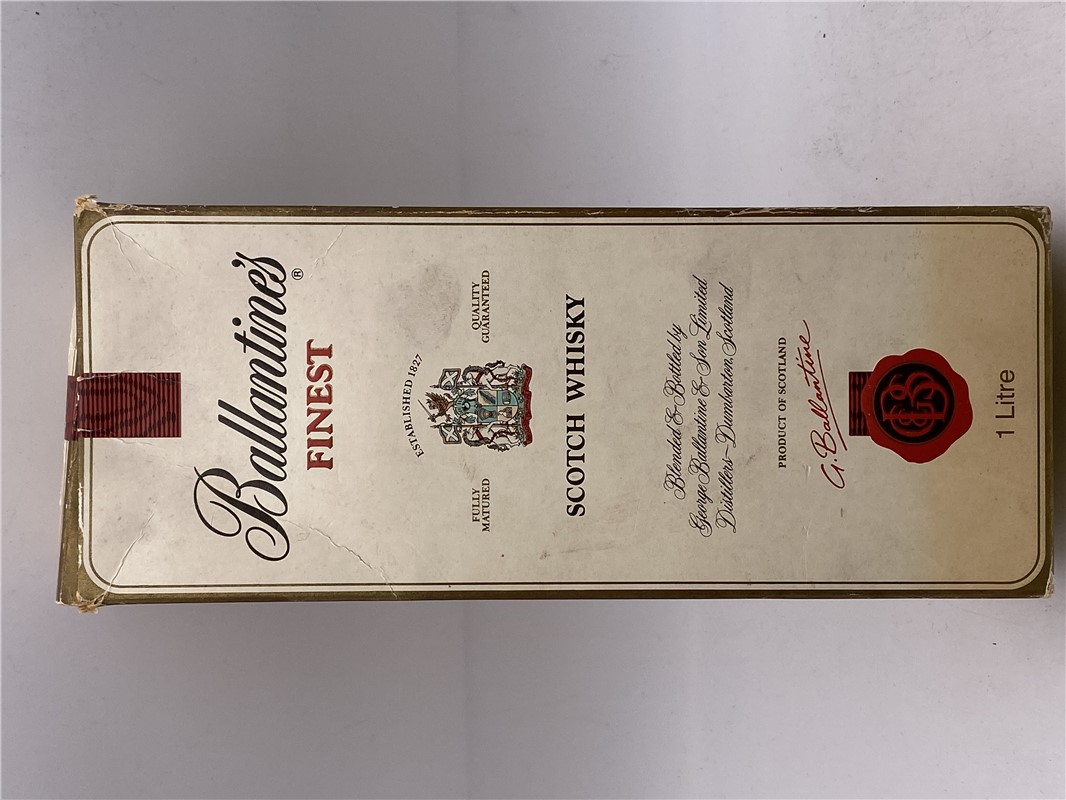 Ballantine's ®
FINEST
ESTABLISHED 1827
FULLY
MATURED
QUALITY
GUARANTEED
SCOTCH WHISKY
Blended & Bottled by
George Ballantine & Son Limited
Distillers~Dumbarton, Scotland
PRODUCT OF SCOTLAND
G. Ballantine
GB&S
1 Litre